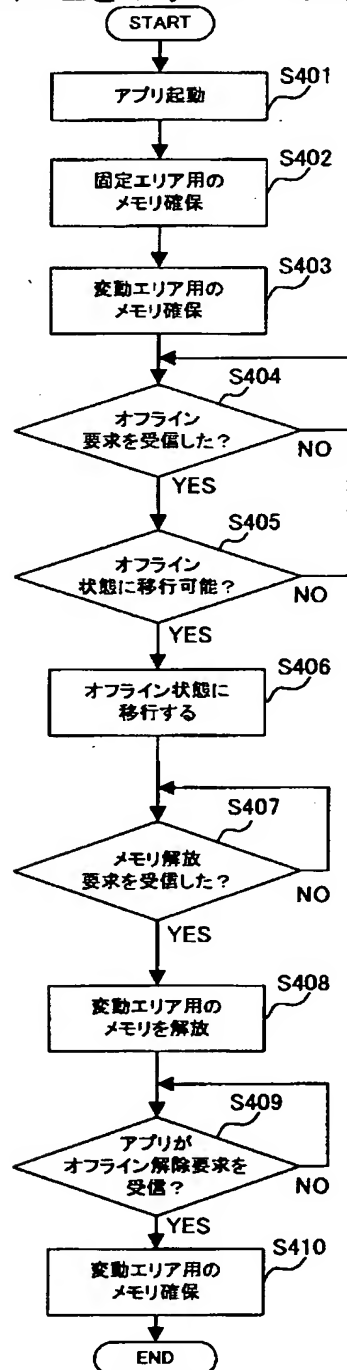 START
S401
アプリ起動
S402
固定エリア用の
メモリ確保
S403
変動エリア用の
メモリ確保
S404
オフライン
要求を受信した？
NO
YES
S405
オフライン
状態に移行可能？
NO
YES
S406
オフライン状態に
移行する
S407
メモリ解放
要求を受信した？
NO
YES
S408
変動エリア用の
メモリを解放
S409
アプリが
オフライン解除要求を
受信？
NO
YES
S410
変動エリア用の
メモリ確保
END